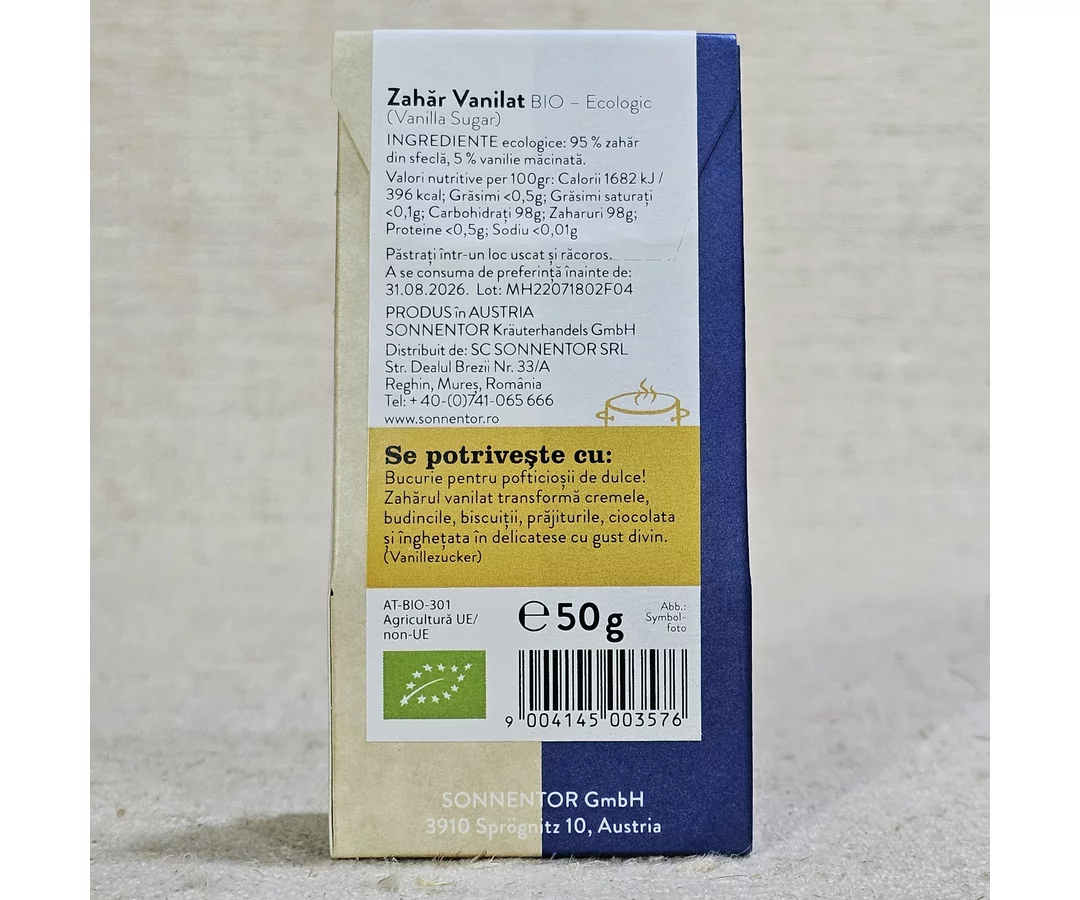 Zahăr Vanilat BIO – Ecologic
(Vanilla Sugar)
INGREDIENTE ecologice: 95 % zahăr
din sfeclă, 5 % vanilie măcinată.
Valori nutritive per 100gr: Calorii 1682 kJ /
396 kcal; Grăsimi <0,5g; Grăsimi saturați
<0,1g; Carbohidrați 98g; Zaharuri 98g;
Proteine <0,5g; Sodiu <0,01g
Păstrați într-un loc uscat și răcoros.
A se consuma de preferință înainte de:
31.08.2026. Lot: MH22071802F04
PRODUS în AUSTRIA
SONNENTOR Kräuterhandels GmbH
Distribuit de: SC SONNENTOR SRL
Str. Dealul Brezii Nr. 33/A
Reghin, Mureș, România
Tel: + 40-(0)741-065 666
www.sonnentor.ro
Se potrivește cu:
Bucurie pentru pofticioșii de dulce!
Zahărul vanilat transformă cremele,
budincile, biscuiții, prăjiturile, ciocolata
și înghețata în delicatese cu gust divin.
(Vanillezucker)
AT-BIO-301
Agricultură UE/
non-UE
℮ 50 g
Abb.:
Symbol-
foto
9 004145 003576
SONNENTOR GmbH
3910 Sprögnitz 10, Austria